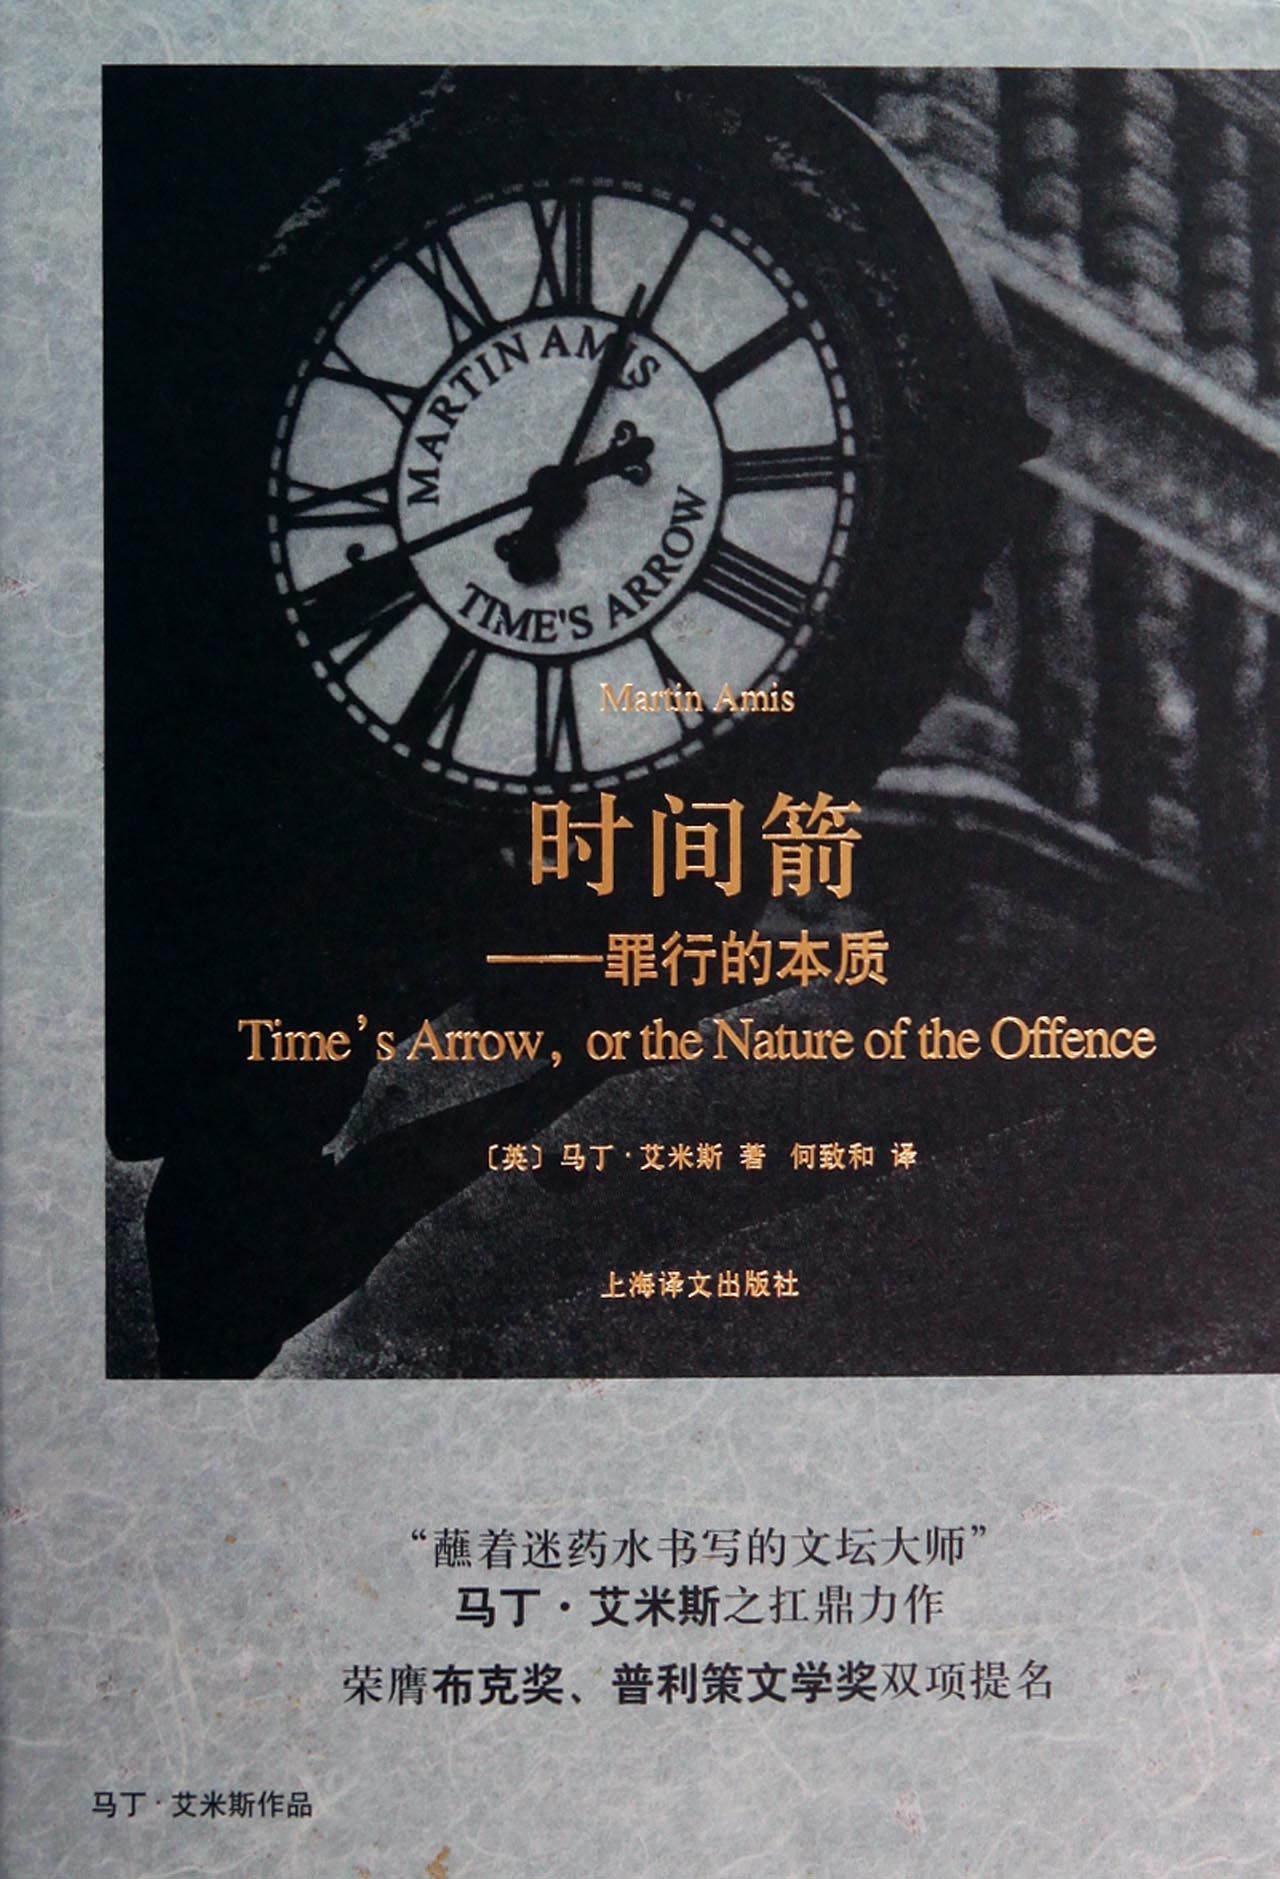 MARTIN AMIS
TIME'S ARROW
Martin Amis
时间箭
——罪行的本质
Time's Arrow, or the Nature of the Offence
〔英〕马丁·艾米斯 著 何致和 译
上海译文出版社
“蘸着迷药水书写的文坛大师”
马丁·艾米斯之扛鼎力作
荣膺布克奖、普利策文学奖双项提名
马丁·艾米斯作品